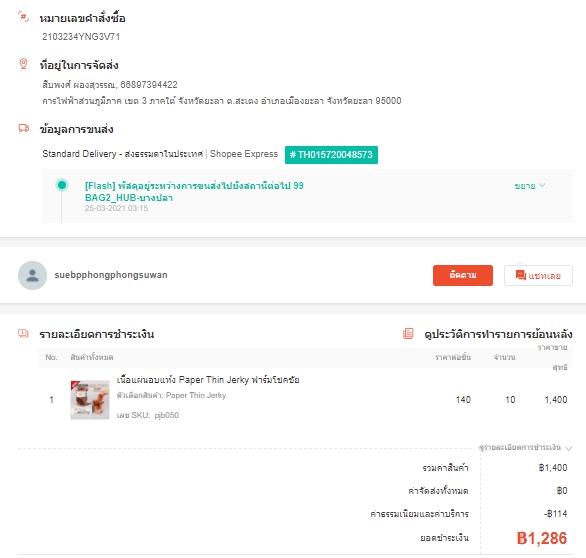 หมายเลขคำสั่งซื้อ
2103234YNG3V71
ที่อยู่ในการจัดส่ง
สืบพงศ์ ผ่องสุวรรณ, 66897394422
การไฟฟ้าส่วนภูมิภาค เขต 3 ภาคใต้ จังหวัดยะลา ต.สะเตง อำเภอเมืองยะลา จังหวัดยะลา 95000
ข้อมูลการขนส่ง
Standard Delivery - ส่งธรรมดาในประเทศ | Shopee Express # TH015720048573
[Flash] พัสดุอยู่ระหว่างการขนส่งไปยังสถานีต่อไป 99 ขยาย
BAG2_HUB-บางปลา
25-03-2021 03:15
suebpphongphongsuwan ติดตาม แชทเลย
รายละเอียดการชำระเงิน ดูประวัติการทำรายการย้อนหลัง
No. สินค้าทั้งหมด ราคาต่อชิ้น จำนวน ราคาขายสุทธิ
เนื้อแผ่นอบแห้ง Paper Thin Jerky ฟาร์มโชคชัย
1 ตัวเลือกสินค้า: Paper Thin Jerky 140 10 1,400
เลข SKU: pjb050
ดูรายละเอียดการชำระเงิน
รวมค่าสินค้า ฿1,400
ค่าจัดส่งทั้งหมด ฿0
ค่าธรรมเนียมและค่าบริการ -฿114
ยอดชำระเงิน ฿1,286